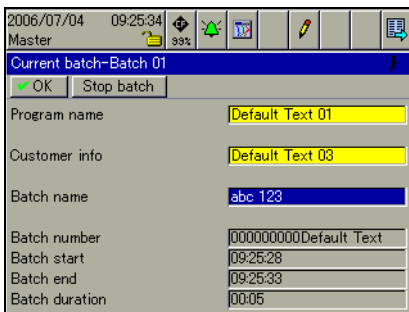 2006/07/04 09:25:34
Master
99%
Current batch-Batch 01
OK Stop batch
Program name Default Text 01
Customer info Default Text 03
Batch name abc 123
Batch number 000000000Default Text
Batch start 09:25:28
Batch end 09:25:33
Batch duration 00:05